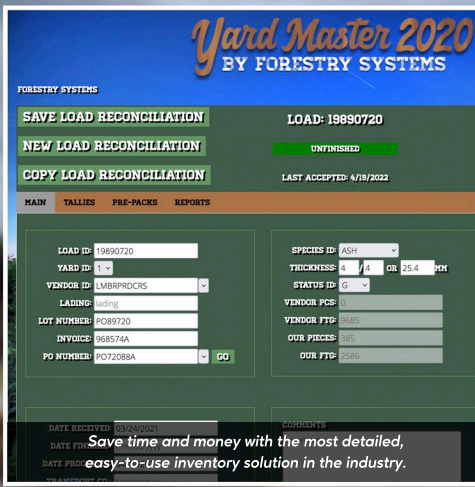 Yard Master 2020
BY FORESTRY SYSTEMS
FORESTRY SYSTEMS
SAVE LOAD RECONCILIATION
LOAD: 19890720
NEW LOAD RECONCILIATION
UNFINISHED
COPY LOAD RECONCILIATION
LAST ACCEPTED: 4/19/2022
MAIN TALLIES PRE-PACKS REPORTS
LOAD ID: 19890720
YARD ID: 1
VENDOR ID: LMBRPRDCRS
LADING: lading
LOT NUMBER: PO89720
INVOICE: 968574A
PO NUMBER: PO72088A GO
SPECIES ID: ASH
THICKNESS: 4 / 4 OR 25.4 MM
STATUS ID: G
VENDOR PCS: 0
VENDOR FTG: 9685
OUR PIECES: 385
OUR FTG: 2586
DATE RECEIVED: 03/24/2021
DATE FINISHED
COMMENTS
Save time and money with the most detailed,
easy-to-use inventory solution in the industry.